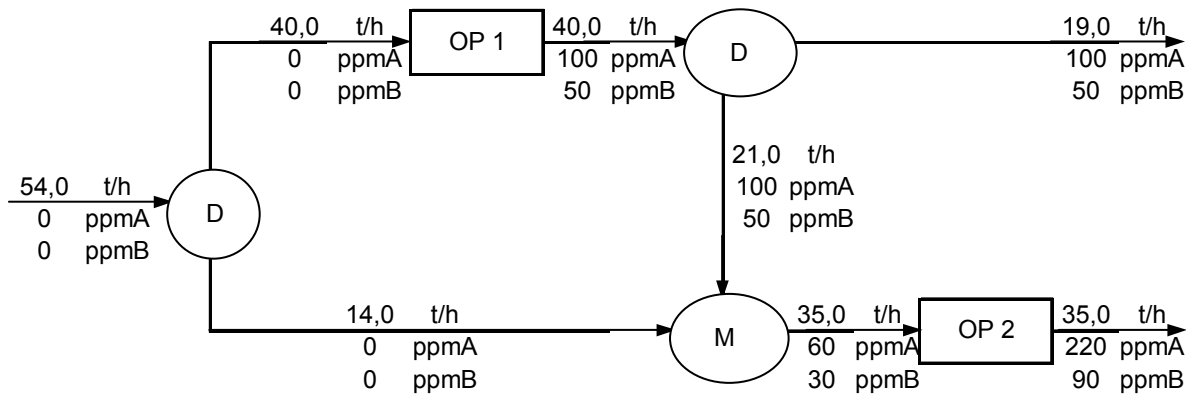 40,0 t/h
0 ppmA
0 ppmB
OP 1
40,0 t/h
100 ppmA
50 ppmB
D
19,0 t/h
100 ppmA
50 ppmB
54,0 t/h
0 ppmA
0 ppmB
D
21,0 t/h
100 ppmA
50 ppmB
14,0 t/h
0 ppmA
0 ppmB
M
35,0 t/h
60 ppmA
30 ppmB
OP 2
35,0 t/h
220 ppmA
90 ppmB